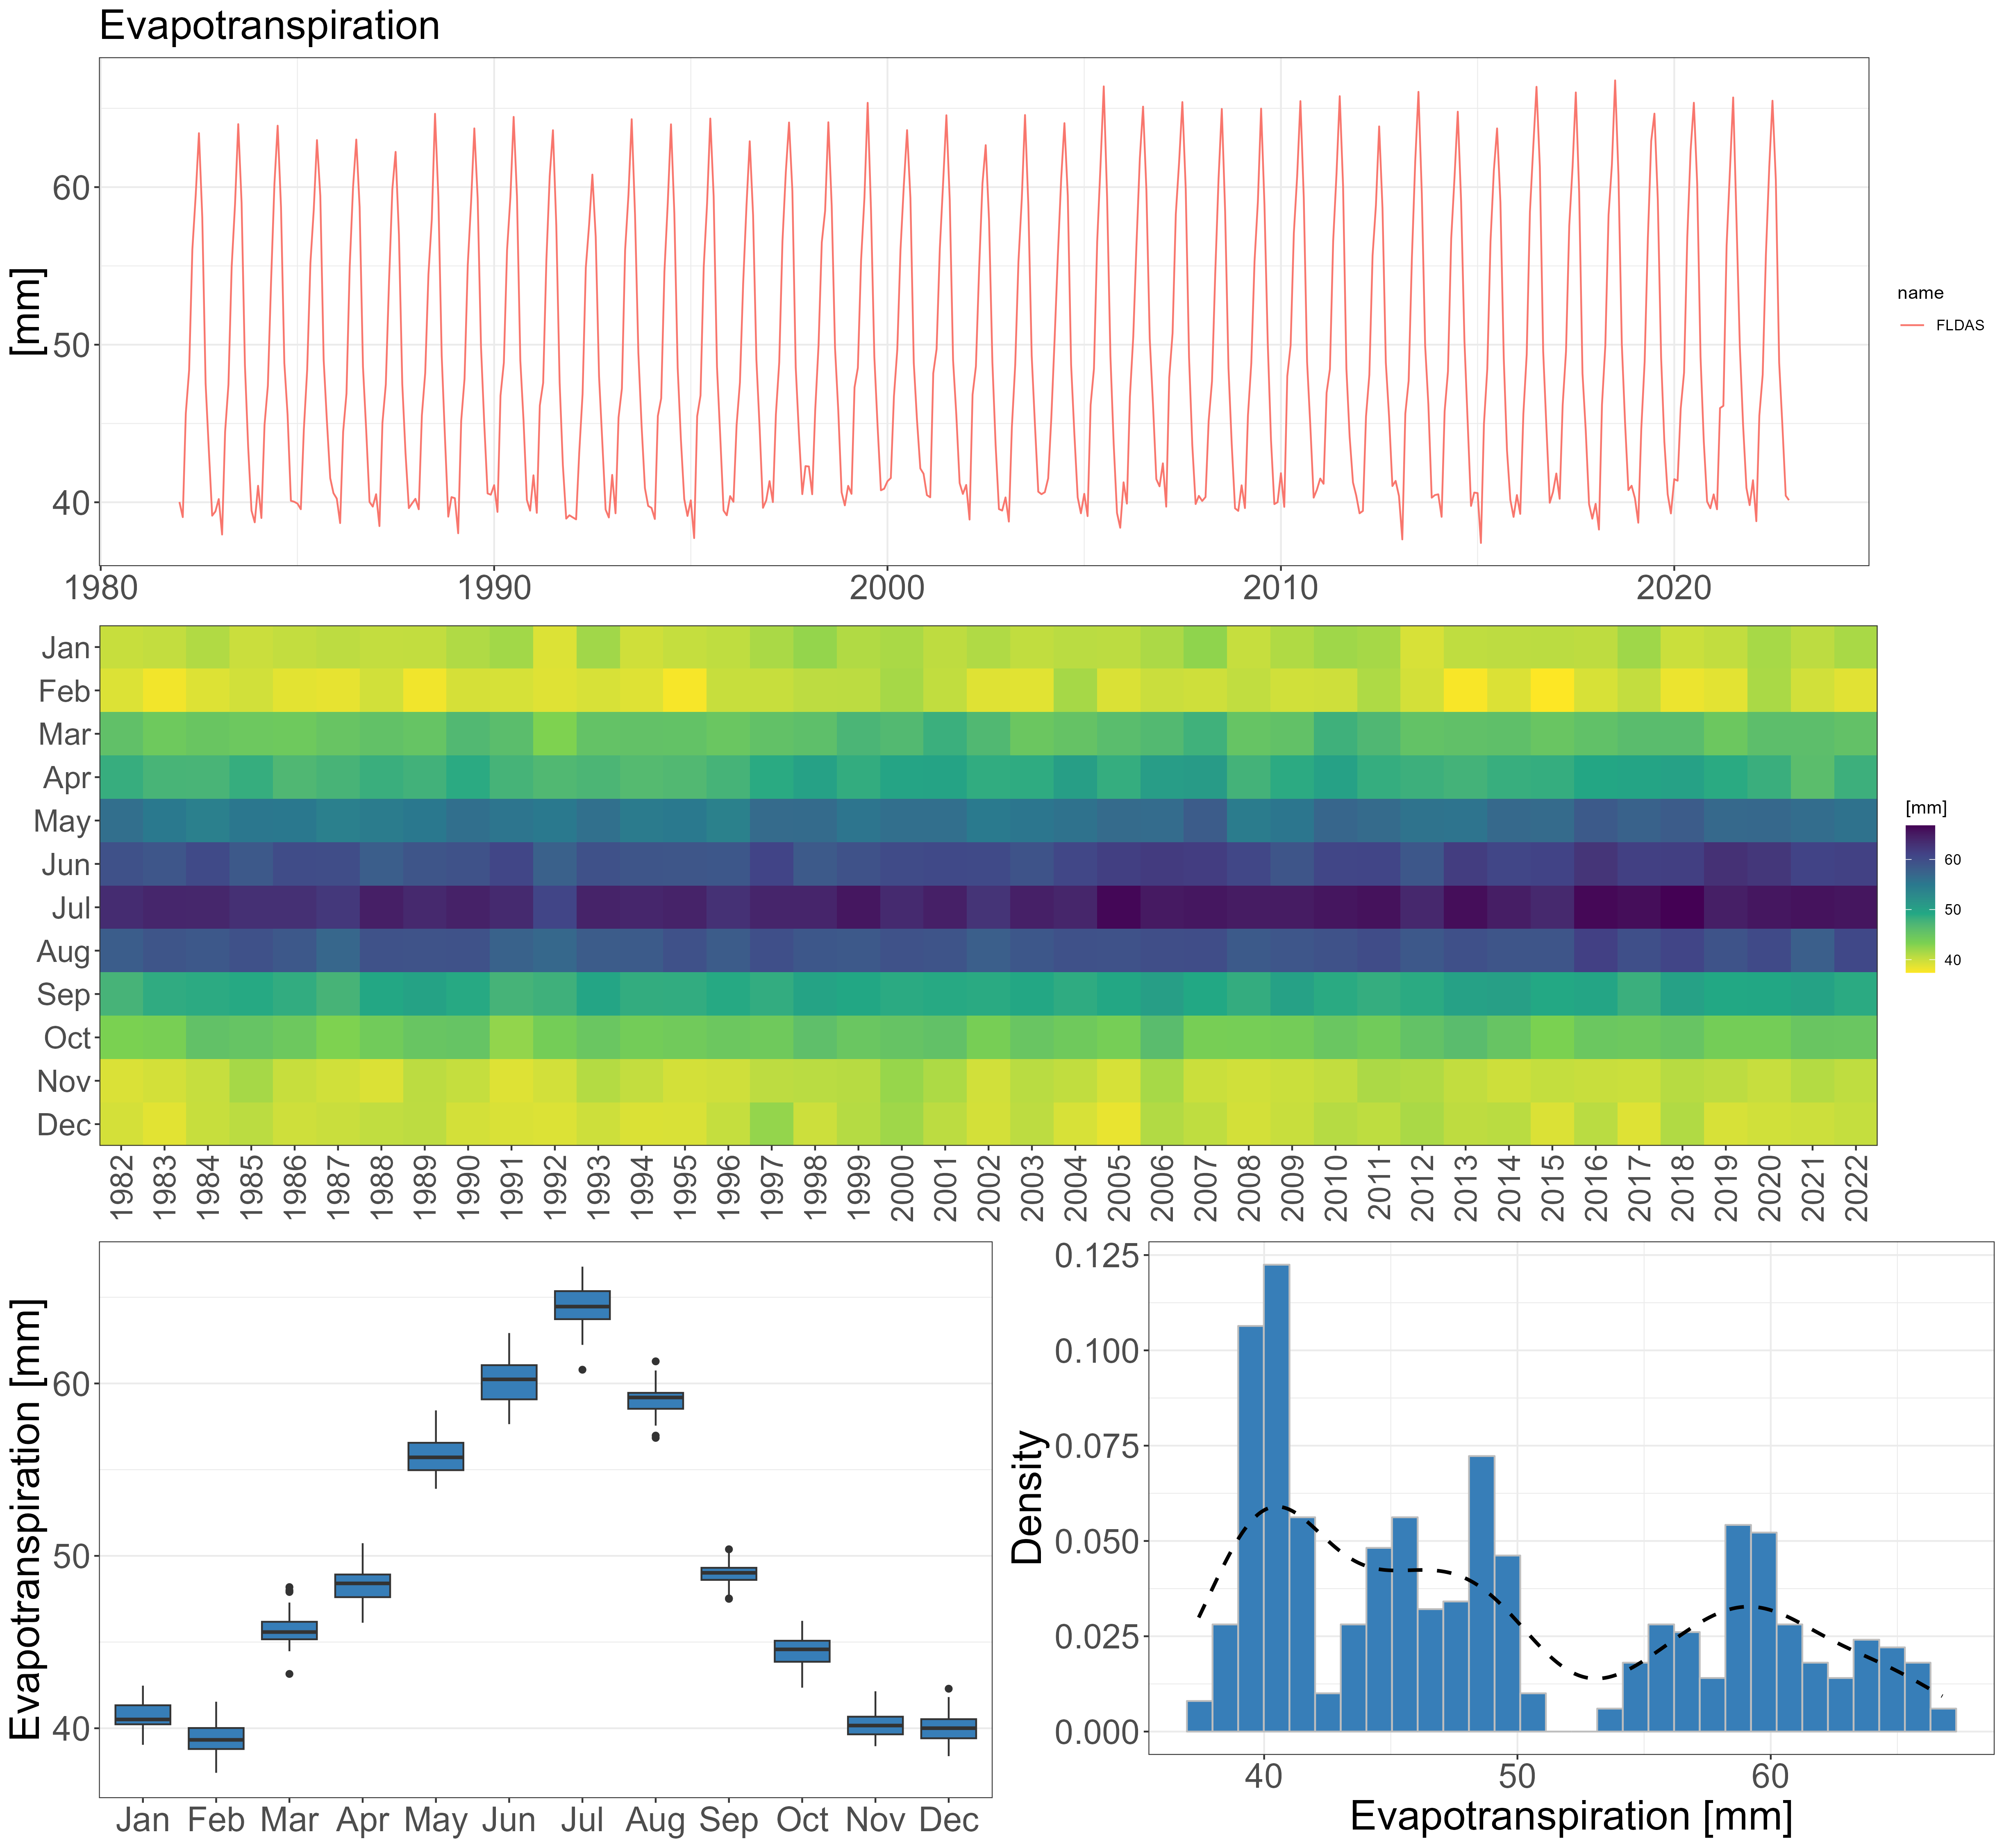 Evapotranspiration
[mm]
60
50
40
1980 1990 2000 2010 2020
name
FLDAS
Jan
Feb
Mar
Apr
May
Jun
Jul
Aug
Sep
Oct
Nov
Dec
1982 1983 1984 1985 1986 1987 1988 1989 1990 1991 1992 1993 1994 1995 1996 1997 1998 1999 2000 2001 2002 2003 2004 2005 2006 2007 2008 2009 2010 2011 2012 2013 2014 2015 2016 2017 2018 2019 2020 2021 2022
[mm]
60
50
40
Evapotranspiration [mm]
60
50
40
Jan Feb Mar Apr May Jun Jul Aug Sep Oct Nov Dec
Density
0.125
0.100
0.075
0.050
0.025
0.000
40 50 60
Evapotranspiration [mm]